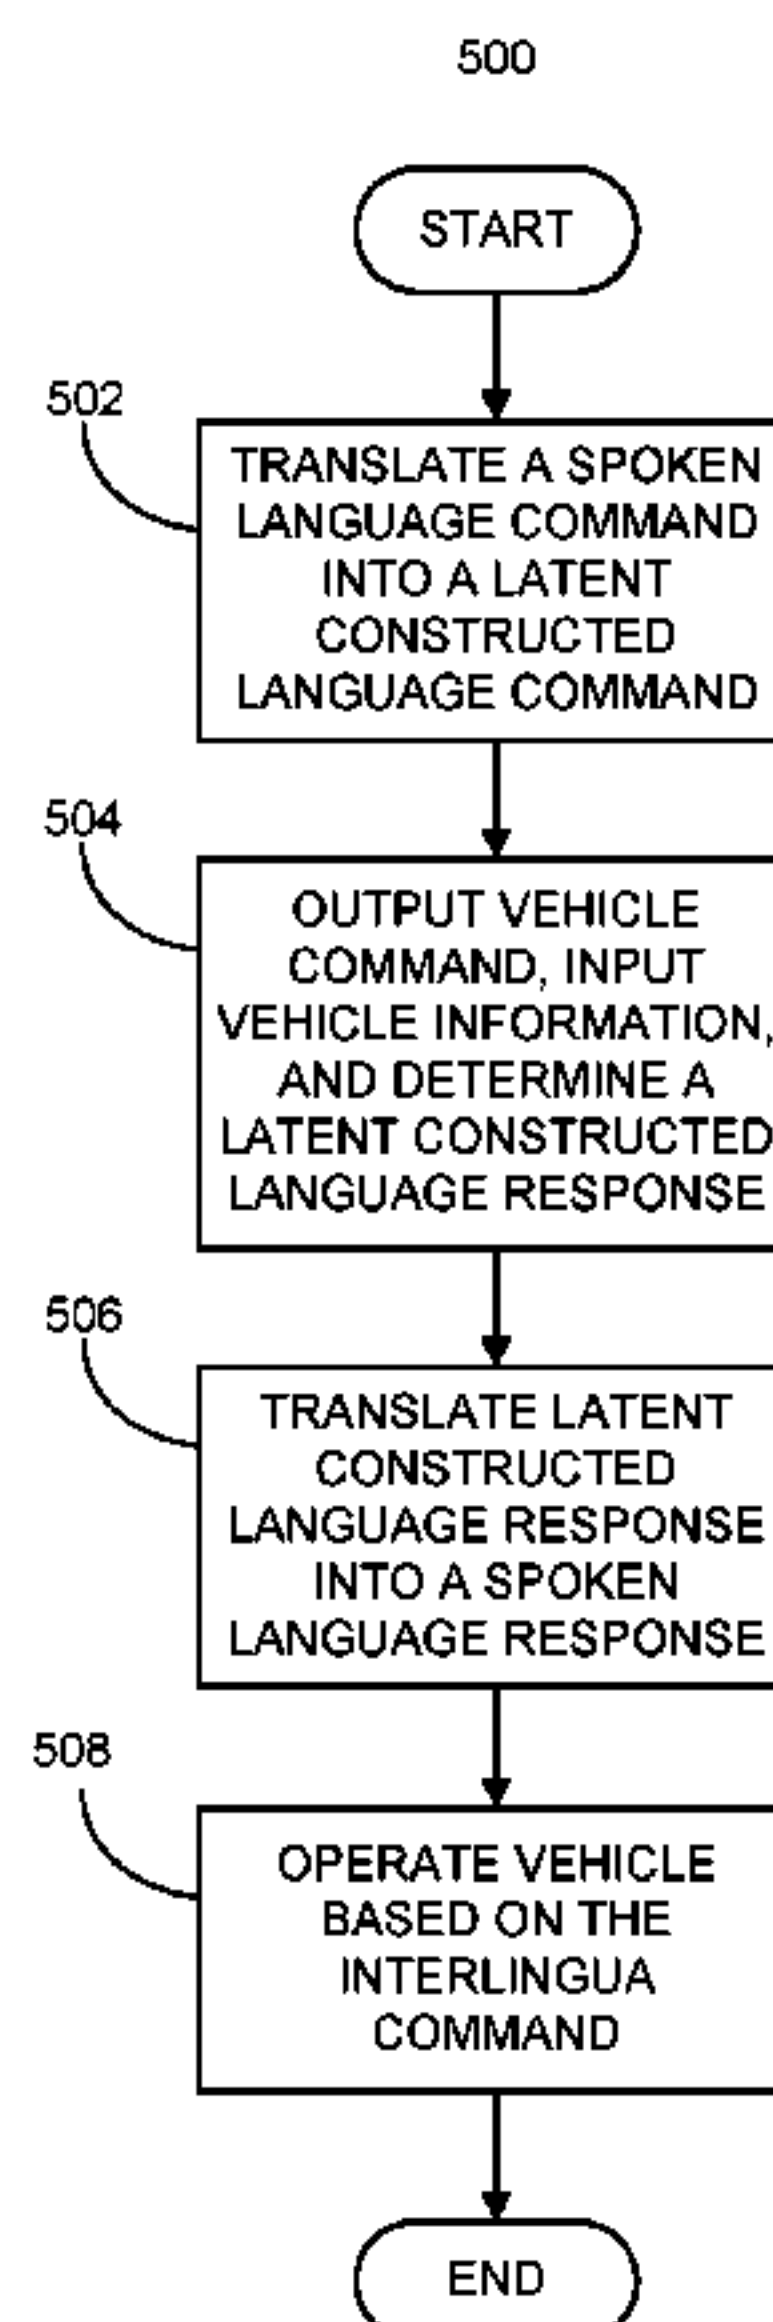 500
START
502
TRANSLATE A SPOKEN
LANGUAGE COMMAND
INTO A LATENT
CONSTRUCTED
LANGUAGE COMMAND
504
OUTPUT VEHICLE
COMMAND, INPUT
VEHICLE INFORMATION,
AND DETERMINE A
LATENT CONSTRUCTED
LANGUAGE RESPONSE
506
TRANSLATE LATENT
CONSTRUCTED
LANGUAGE RESPONSE
INTO A SPOKEN
LANGUAGE RESPONSE
508
OPERATE VEHICLE
BASED ON THE
INTERLINGUA
COMMAND
END